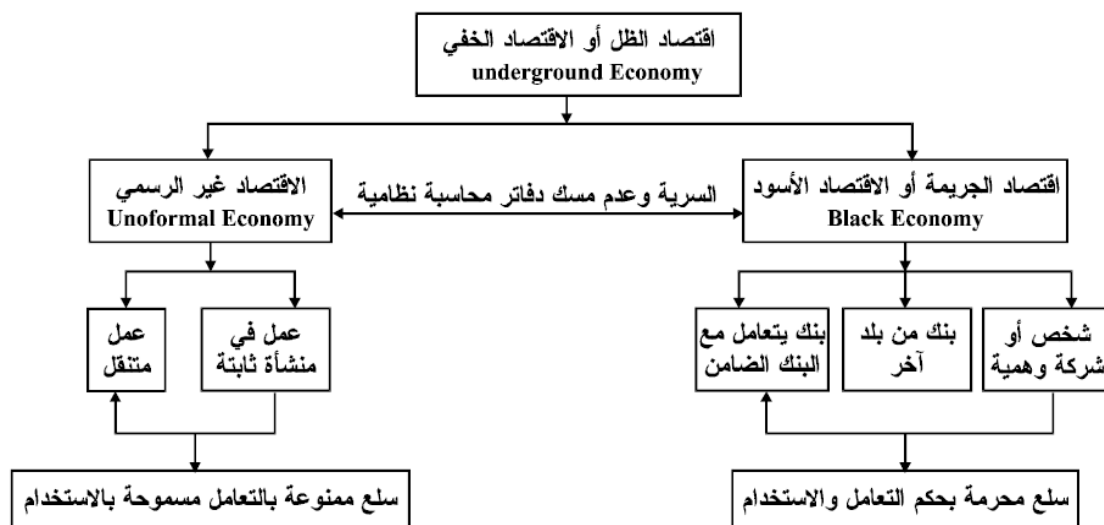 اقتصاد الظل أو الاقتصاد الخفي
underground Economy
اقتصاد الجريمة أو الاقتصاد الأسود
Black Economy
السرية وعدم مسك دفاتر محاسبة نظامية
الاقتصاد غير الرسمي
Unoformal Economy
شخص أو
شركة وهمية
بنك من بلد
آخر
بنك يتعامل مع
البنك الضامن
عمل في
منشأة ثابتة
عمل
متنقل
سلع محرمة بحكم التعامل والاستخدام
سلع ممنوعة بالتعامل مسموحة بالاستخدام